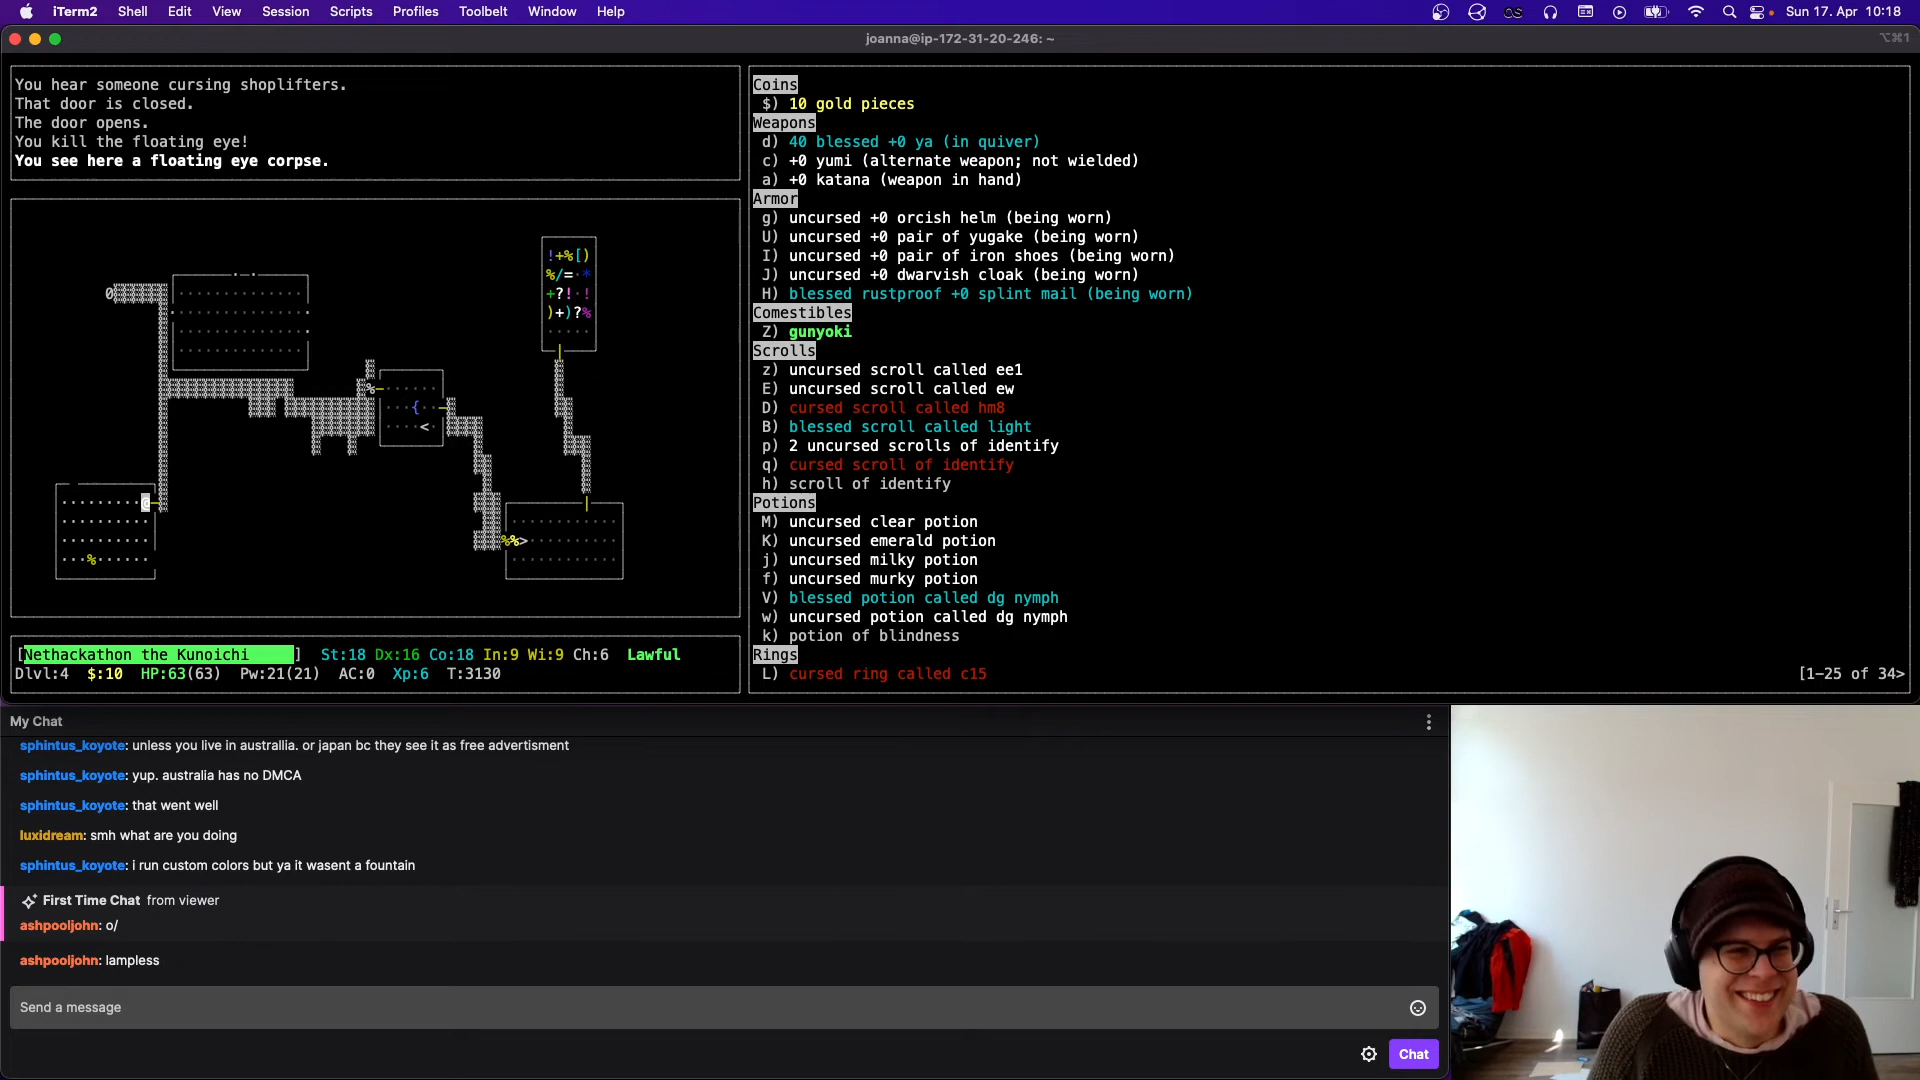 iTerm2 Shell Edit View Session Scripts Profiles Toolbelt Window Help Sun 17. Apr 10:18
joanna@ip-172-31-20-246: ~ ⌥⌘1
You hear someone cursing shoplifters.
That door is closed.
The door opens.
You kill the floating eye!
You see here a floating eye corpse.
[Nethackathon the Kunoichi ] St:18 Dx:16 Co:18 In:9 Wi:9 Ch:6 Lawful
Dlvl:4 $:10 HP:63(63) Pw:21(21) AC:0 Xp:6 T:3130
Coins
$) 10 gold pieces
Weapons
d) 40 blessed +0 ya (in quiver)
c) +0 yumi (alternate weapon; not wielded)
a) +0 katana (weapon in hand)
Armor
g) uncursed +0 orcish helm (being worn)
U) uncursed +0 pair of yugake (being worn)
I) uncursed +0 pair of iron shoes (being worn)
J) uncursed +0 dwarvish cloak (being worn)
H) blessed rustproof +0 splint mail (being worn)
Comestibles
Z) gunyoki
Scrolls
z) uncursed scroll called ee1
E) uncursed scroll called ew
D) cursed scroll called hm8
B) blessed scroll called light
p) 2 uncursed scrolls of identify
q) cursed scroll of identify
h) scroll of identify
Potions
M) uncursed clear potion
K) uncursed emerald potion
j) uncursed milky potion
f) uncursed murky potion
V) blessed potion called dg nymph
w) uncursed potion called dg nymph
k) potion of blindness
Rings
L) cursed ring called c15
[1-25 of 34>
My Chat
sphintus_koyote: unless you live in australlia. or japan bc they see it as free advertisment
sphintus_koyote: yup. australia has no DMCA
sphintus_koyote: that went well
luxidream: smh what are you doing
sphintus_koyote: i run custom colors but ya it wasent a fountain
First Time Chat from viewer
ashpooljohn: o/
ashpooljohn: lampless
Send a message
Chat